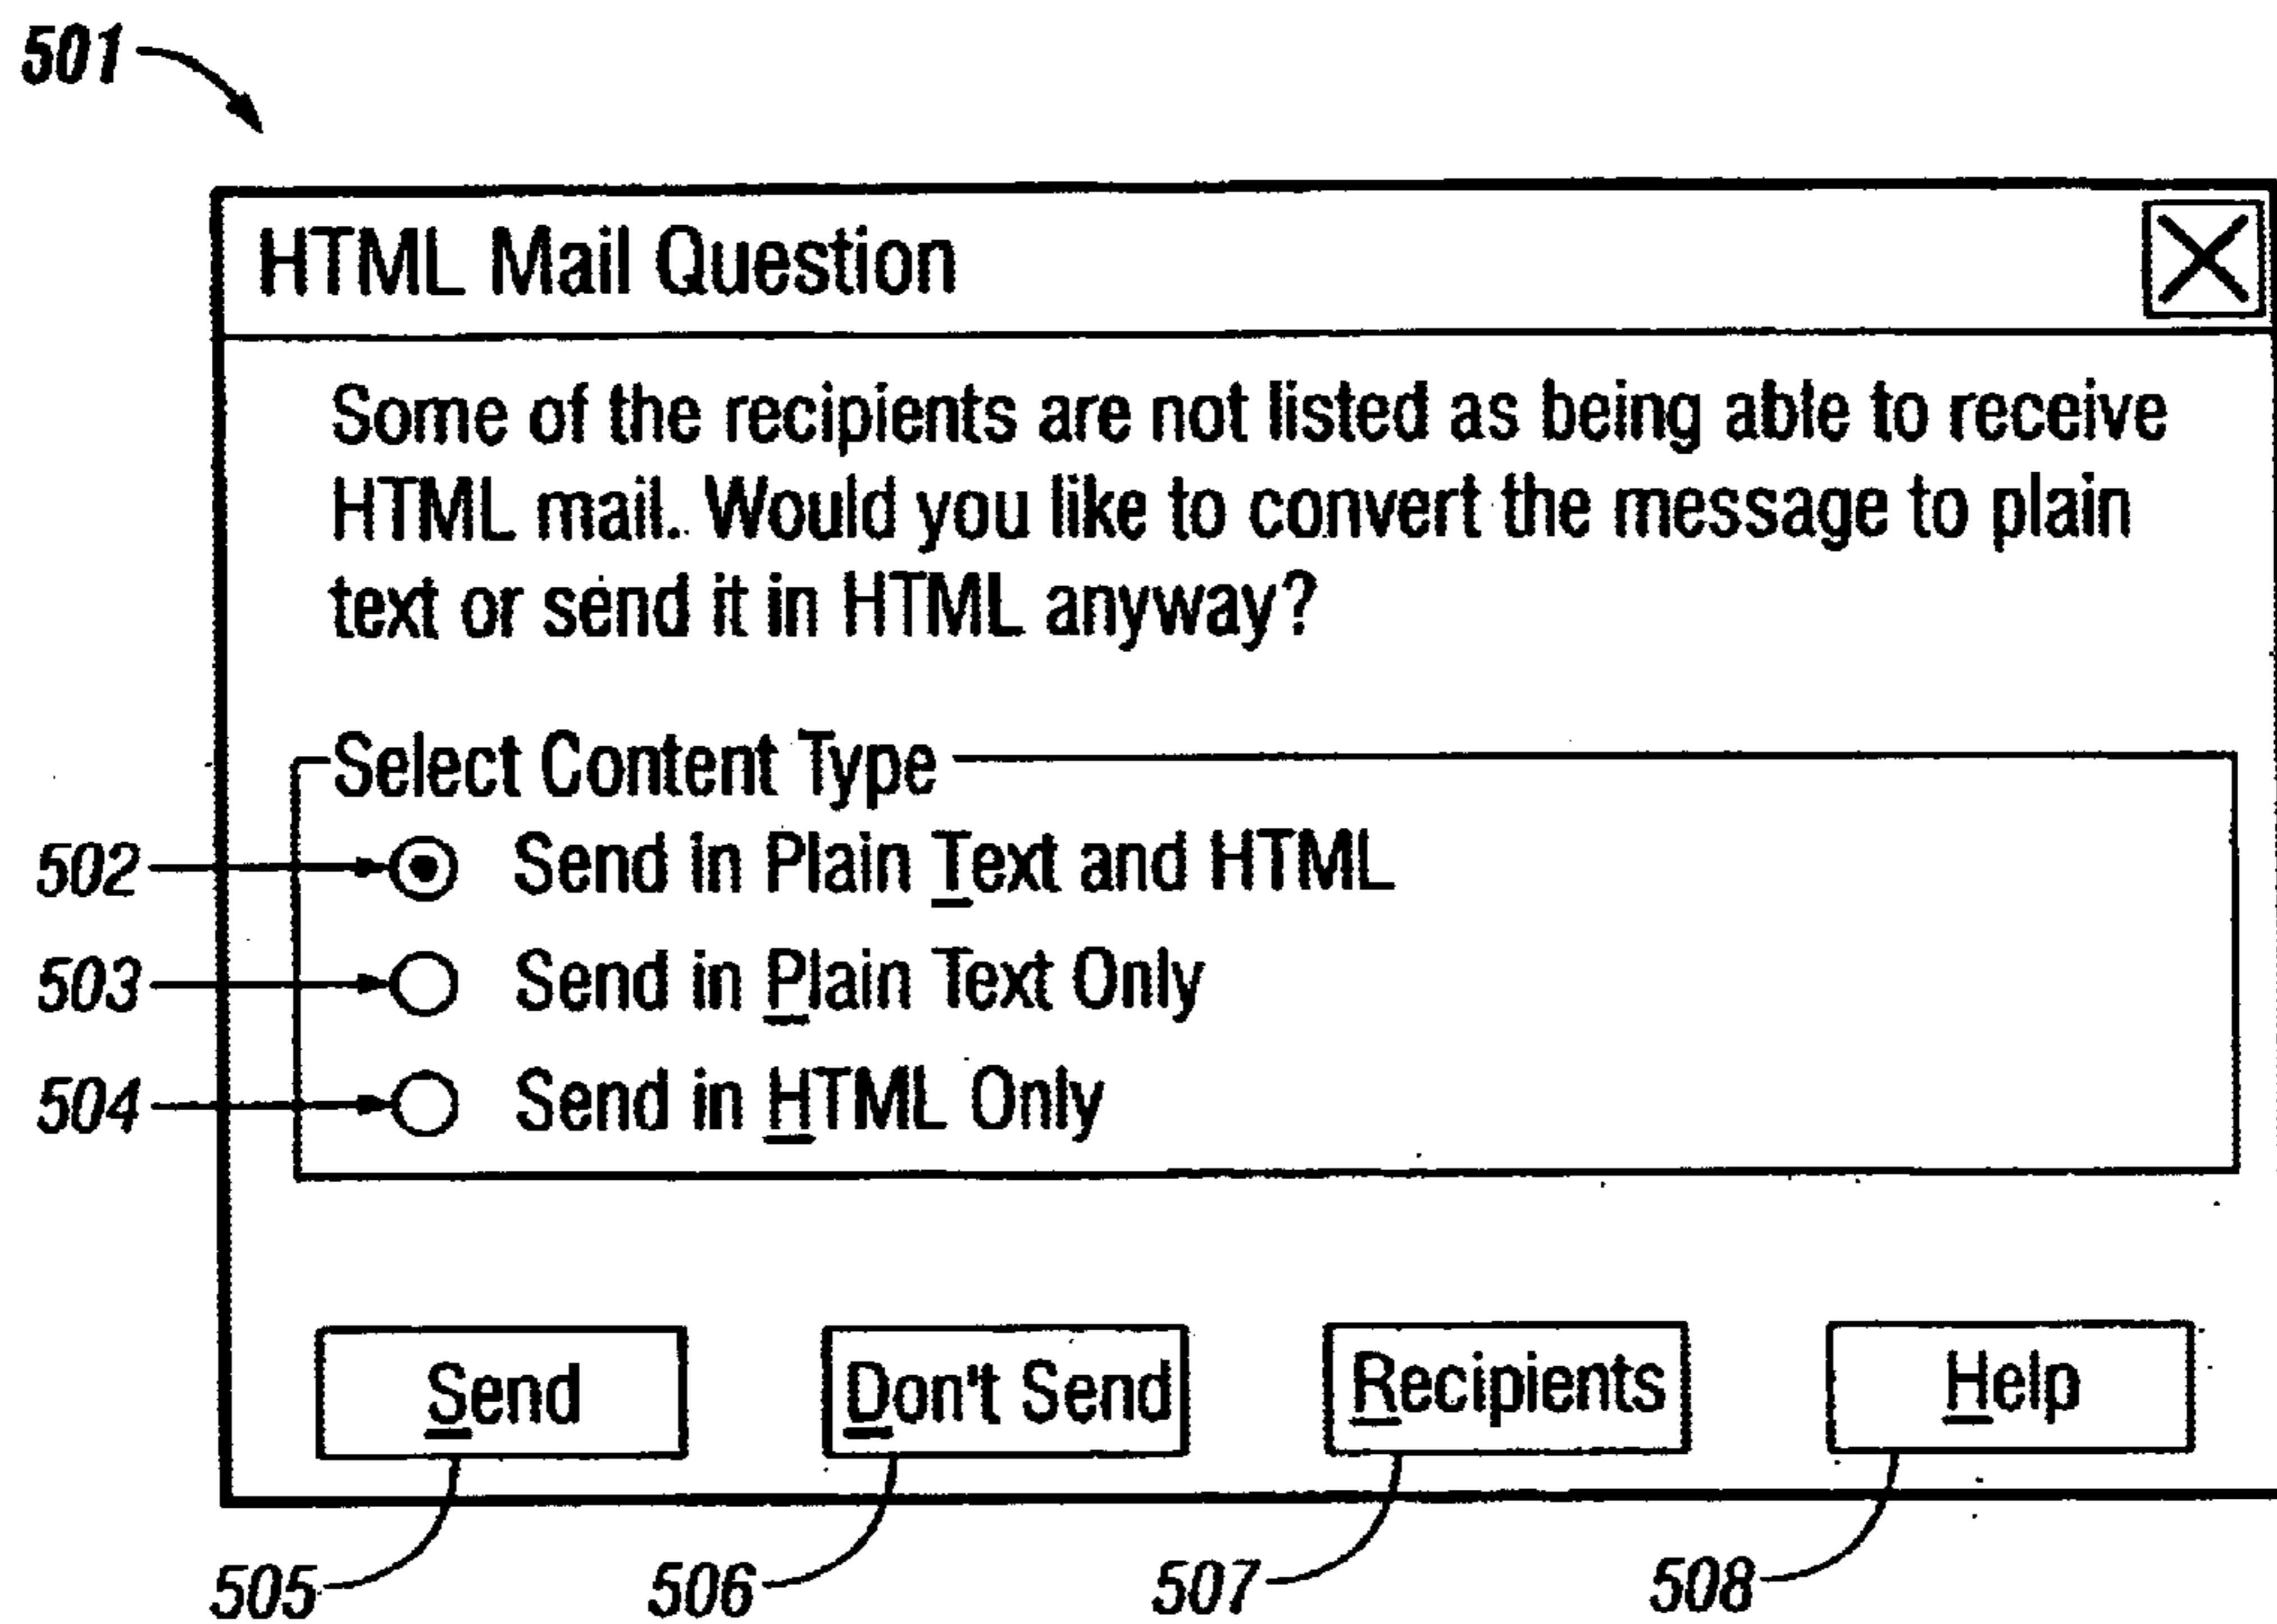 501
HTML Mail Question
Some of the recipients are not listed as being able to receive
HTML mail. Would you like to convert the message to plain
text or send it in HTML anyway?
Select Content Type
502 Send in Plain Text and HTML
503 Send in Plain Text Only
504 Send in HTML Only
Send Don't Send Recipients Help
505 506 507 508